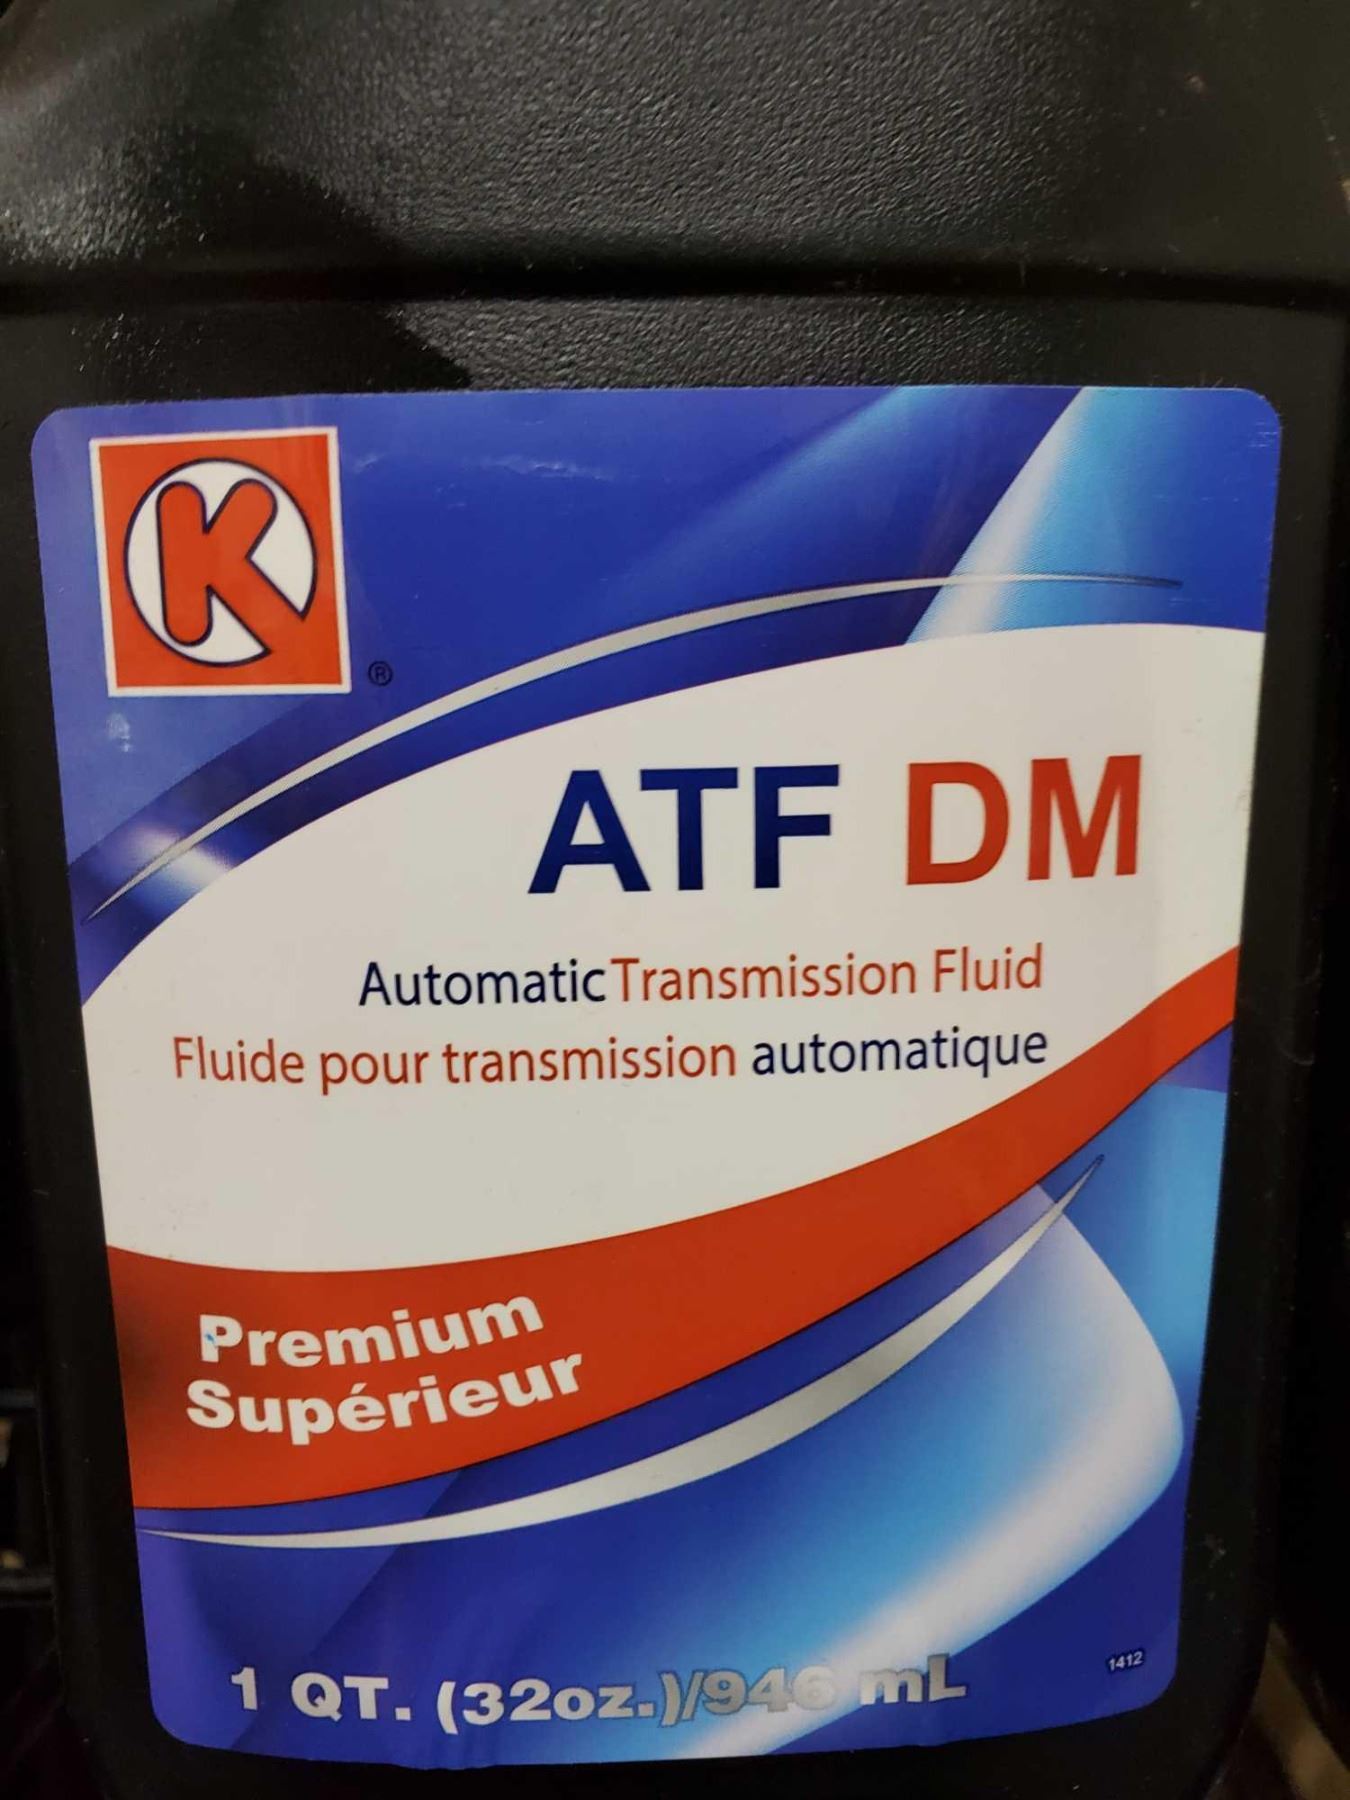 K
®
ATF DM
Automatic Transmission Fluid
Fluide pour transmission automatique
Premium
Supérieur
1 QT. (32oz.)/946 mL
1412